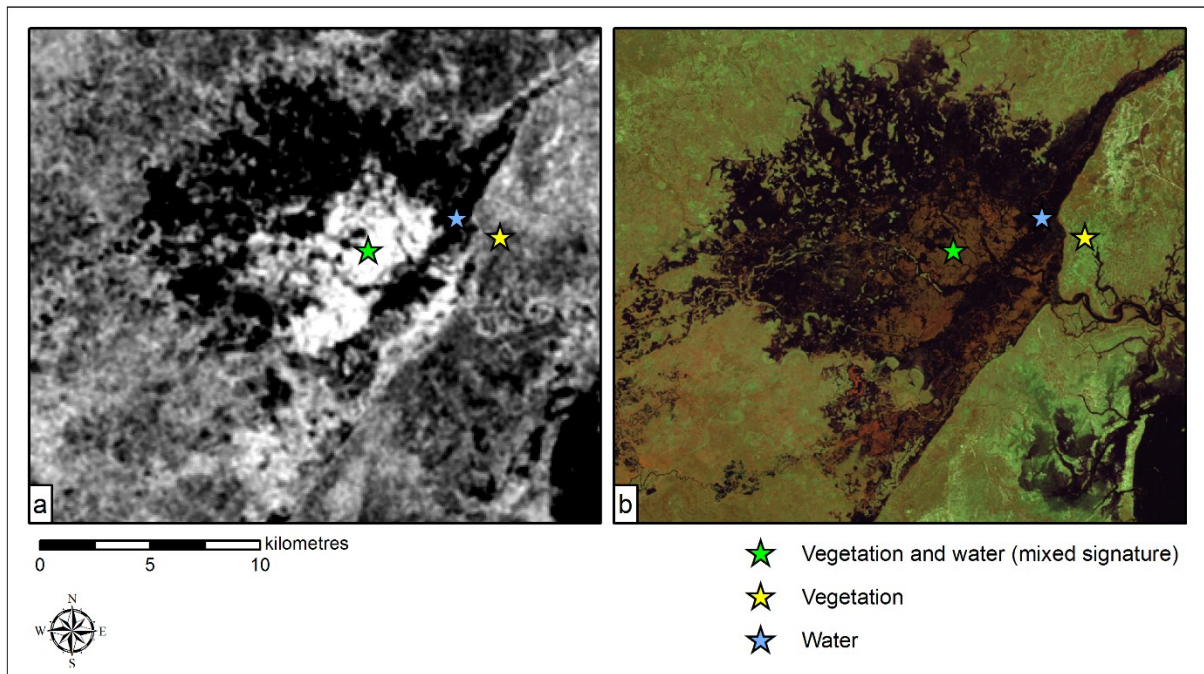 a
b
kilometres
0 5 10
N
W E
S
Vegetation and water (mixed signature)
Vegetation
Water